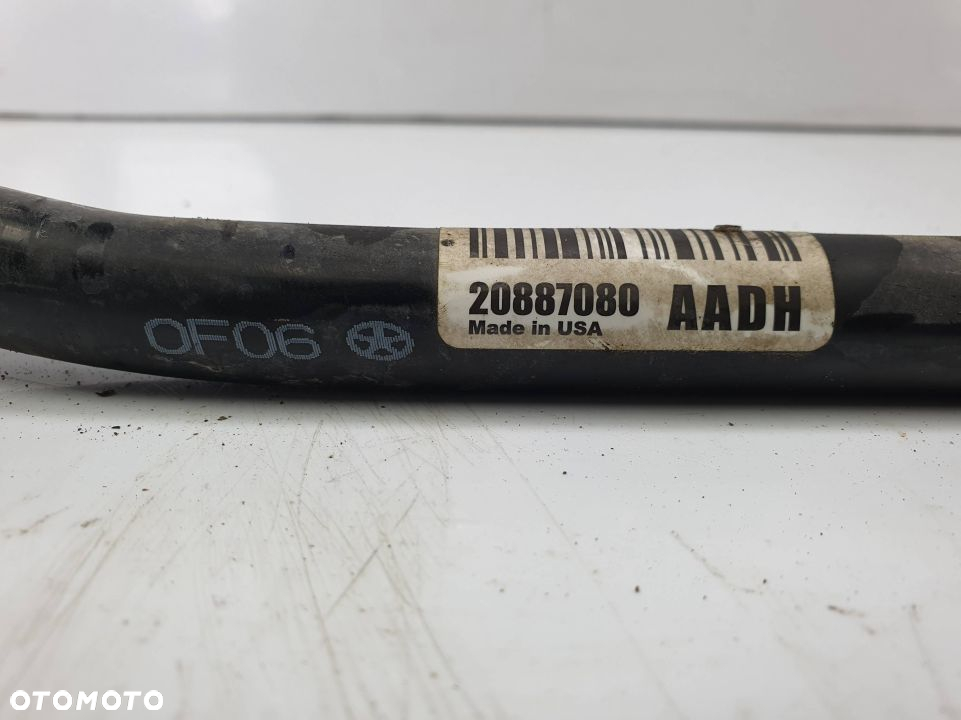 20887080 AADH
Made in USA
0F06
OTOMOTO